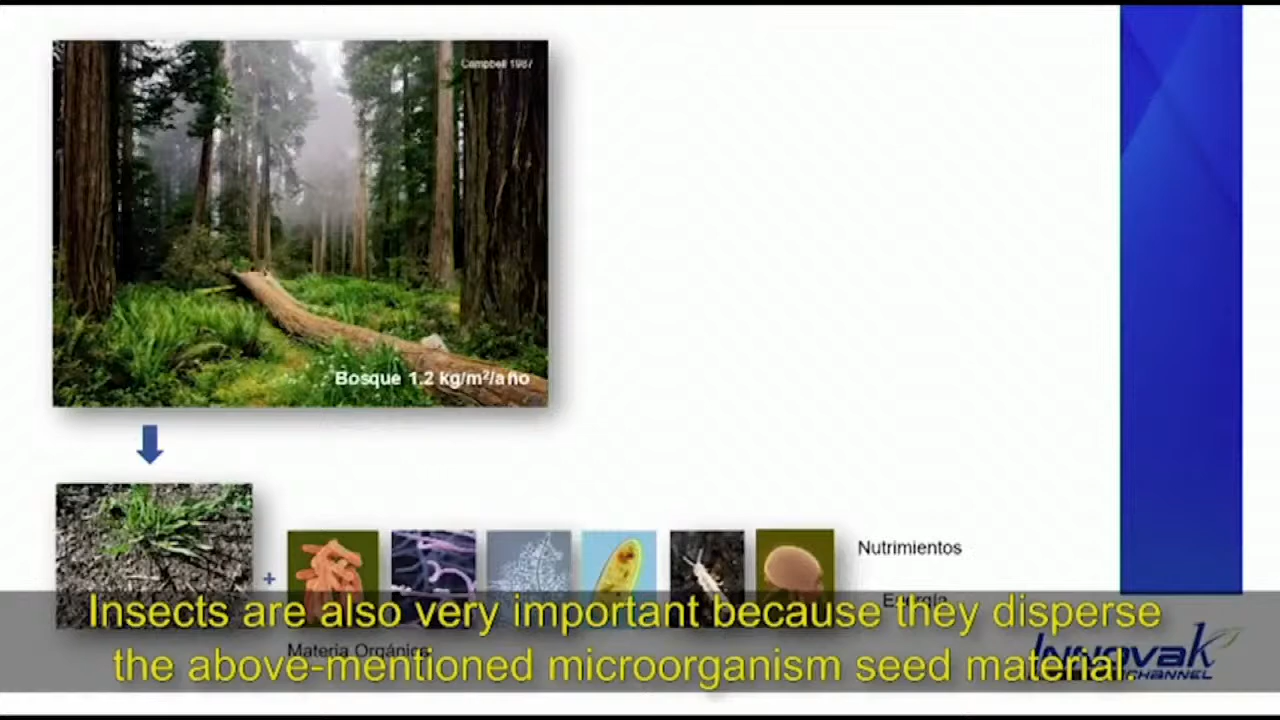 Campbell 1987
Bosque 1.2 kg/m²/año
+
Nutrimientos
Energía
Materia Orgánica
Insects are also very important because they disperse
the above-mentioned microorganism seed material.
Innovak
CHANNEL